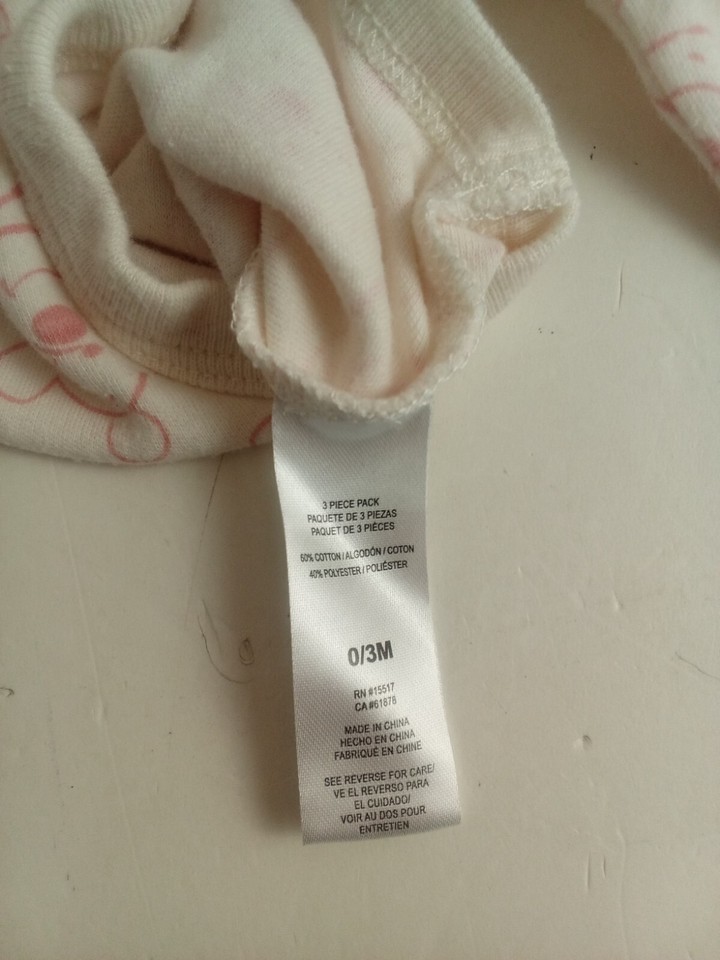 3 PIECE PACK
PAQUETE DE 3 PIEZAS
PAQUET DE 3 PIÈCES
60% COTTON / ALGODÓN / COTON
40% POLYESTER / POLIÉSTER
0/3M
RN #15517
CA #61878
MADE IN CHINA
HECHO EN CHINA
FABRIQUÉ EN CHINE
SEE REVERSE FOR CARE/
VE EL REVERSO PARA
EL CUIDADO/
VOIR AU DOS POUR
ENTRETIEN